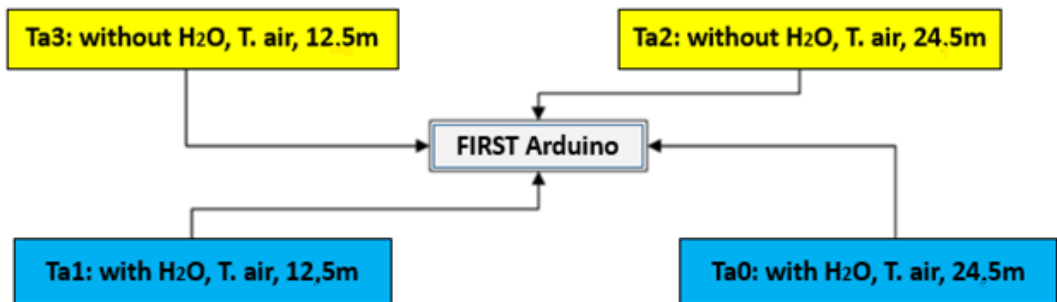 Ta3: without H2O, T. air, 12.5m
Ta2: without H2O, T. air, 24.5m
FIRST Arduino
Ta1: with H2O, T. air, 12,5m
Ta0: with H2O, T. air, 24.5m